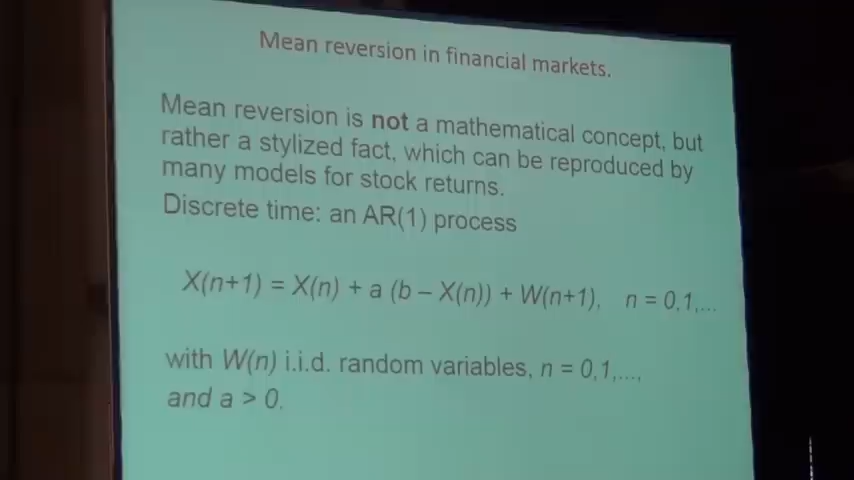 Mean reversion in financial markets.
Mean reversion is not a mathematical concept, but
rather a stylized fact, which can be reproduced by
many models for stock returns.
Discrete time: an AR(1) process
X(n+1) = X(n) + a (b – X(n)) + W(n+1), n = 0,1,...
with W(n) i.i.d. random variables, n = 0,1,...,
and a > 0.